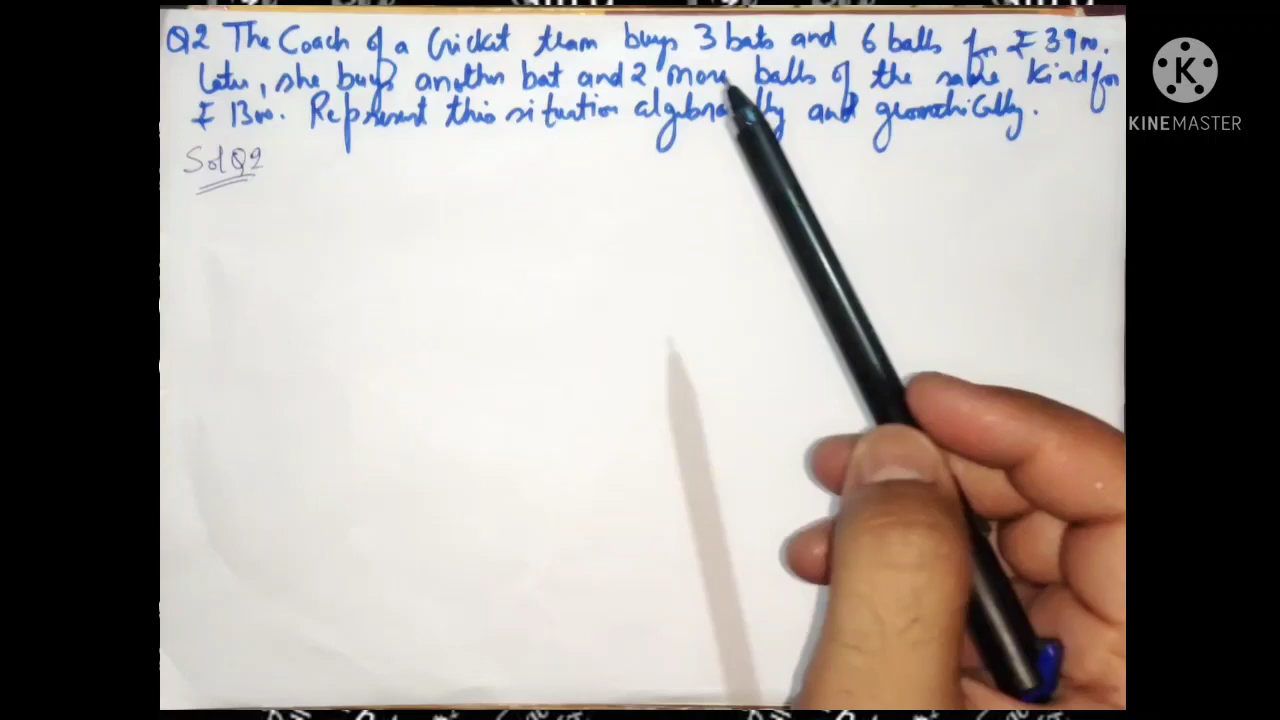 Q2 The Coach of a Cricket team buys 3 bats and 6 balls for ₹ 3900.
Later, she buys another bat and 2 more balls of the same kind for
₹ 1300. Represent this situation algebraically and geometrically.
Sol Q2
K
KINEMASTER